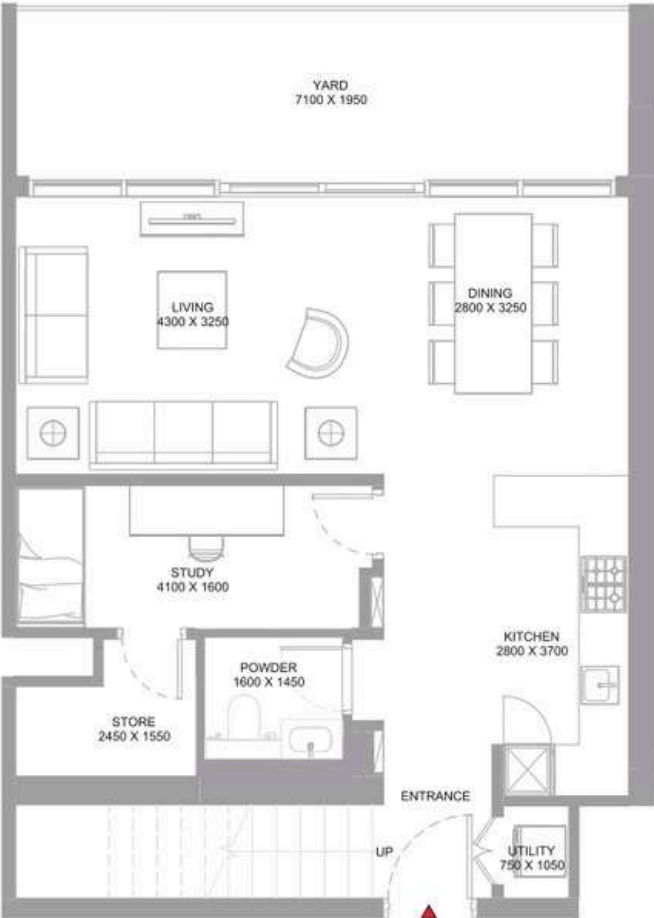 YARD
7100 X 1950
LIVING
4300 X 3250
DINING
2800 X 3250
STUDY
4100 X 1600
KITCHEN
2800 X 3700
POWDER
1600 X 1450
STORE
2450 X 1550
ENTRANCE
UP
UTILITY
750 X 1050